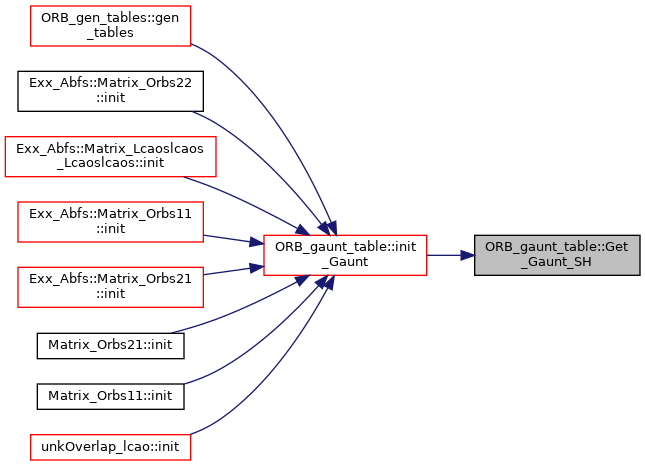 ORB_gen_tables::gen
_tables
Exx_Abfs::Matrix_Orbs22
::init
Exx_Abfs::Matrix_Lcaoslcaos
_Lcaoslcaos::init
Exx_Abfs::Matrix_Orbs11
::init
Exx_Abfs::Matrix_Orbs21
::init
Matrix_Orbs21::init
Matrix_Orbs11::init
unkOverlap_lcao::init
ORB_gaunt_table::init
_Gaunt
ORB_gaunt_table::Get
_Gaunt_SH